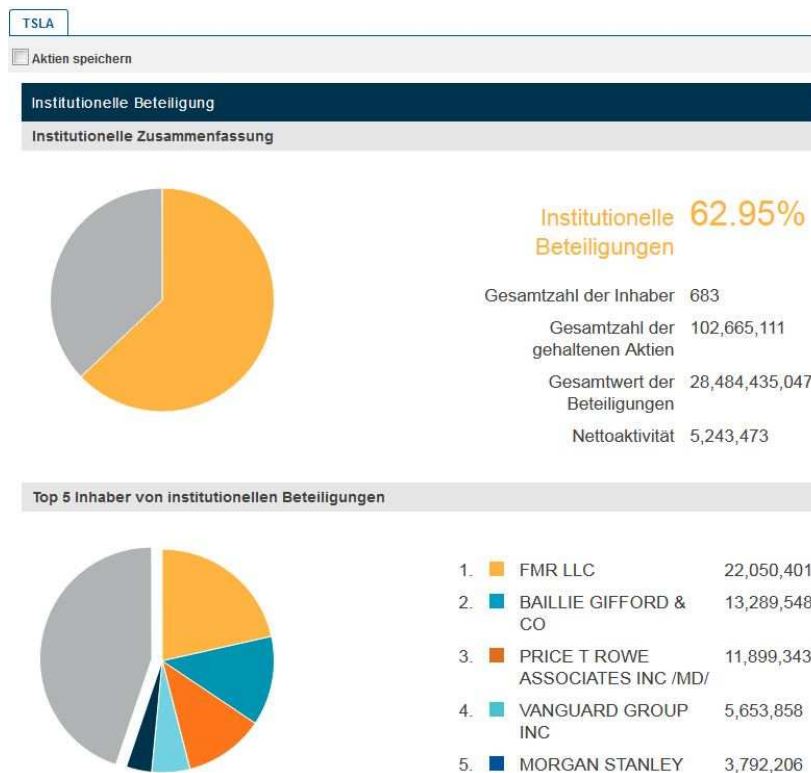 TSLA
Aktien speichern
Institutionelle Beteiligung
Institutionelle Zusammenfassung
Institutionelle 62.95%
Beteiligungen
Gesamtzahl der Inhaber 683
Gesamtzahl der 102,665,111
gehaltenen Aktien
Gesamtwert der 28,484,435,047
Beteiligungen
Nettoaktivität 5,243,473
Top 5 Inhaber von institutionellen Beteiligungen
1. FMR LLC 22,050,401
2. BAILLIE GIFFORD & 13,289,548
CO
3. PRICE T ROWE 11,899,343
ASSOCIATES INC /MD/
4. VANGUARD GROUP 5,653,858
INC
5. MORGAN STANLEY 3,792,206